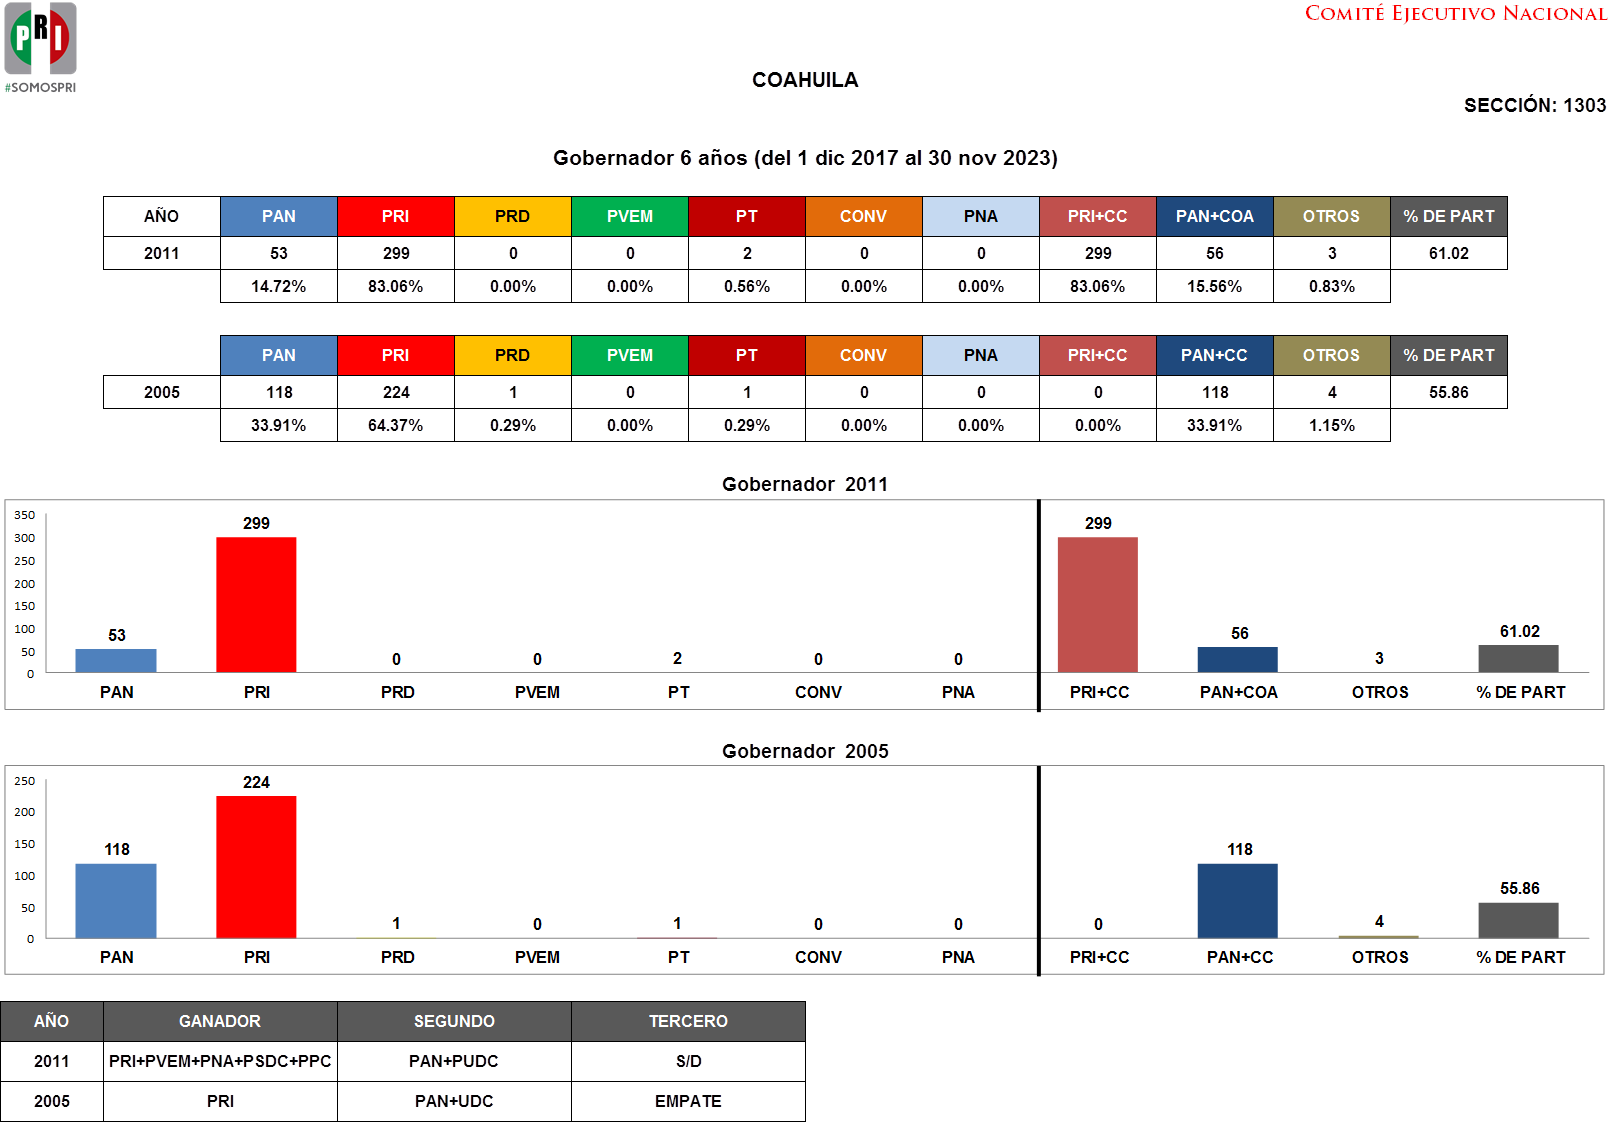 PRI
#SOMOSPRI
COMITÉ EJECUTIVO NACIONAL
COAHUILA
SECCIÓN: 1303
Gobernador 6 años (del 1 dic 2017 al 30 nov 2023)
AÑO PAN PRI PRD PVEM PT CONV PNA PRI+CC PAN+COA OTROS % DE PART
2011 53 299 0 0 2 0 0 299 56 3 61.02
14.72% 83.06% 0.00% 0.00% 0.56% 0.00% 0.00% 83.06% 15.56% 0.83%
PAN PRI PRD PVEM PT CONV PNA PRI+CC PAN+CC OTROS % DE PART
2005 118 224 1 0 1 0 0 0 118 4 55.86
33.91% 64.37% 0.29% 0.00% 0.29% 0.00% 0.00% 0.00% 33.91% 1.15%
Gobernador 2011
350
300
250
200
150
100
50
0
53 299 0 0 2 0 0 299 56 3 61.02
PAN PRI PRD PVEM PT CONV PNA PRI+CC PAN+COA OTROS % DE PART
Gobernador 2005
250
200
150
100
50
0
118 224 1 0 1 0 0 0 118 4 55.86
PAN PRI PRD PVEM PT CONV PNA PRI+CC PAN+CC OTROS % DE PART
AÑO GANADOR SEGUNDO TERCERO
2011 PRI+PVEM+PNA+PSDC+PPC PAN+PUDC S/D
2005 PRI PAN+UDC EMPATE